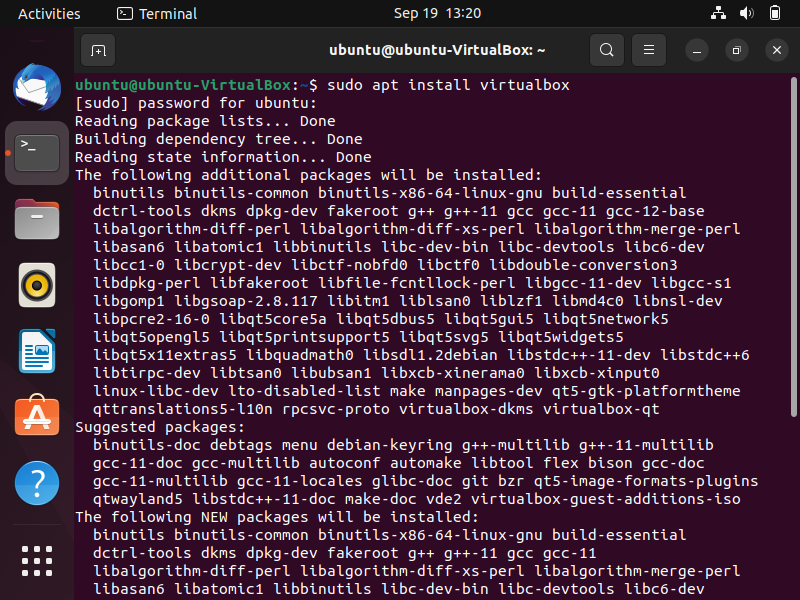 Activities Terminal Sep 19 13:20
ubuntu@ubuntu-VirtualBox: ~
ubuntu@ubuntu-VirtualBox:~$ sudo apt install virtualbox
[sudo] password for ubuntu:
Reading package lists... Done
Building dependency tree... Done
Reading state information... Done
The following additional packages will be installed:
binutils binutils-common binutils-x86-64-linux-gnu build-essential
dctrl-tools dkms dpkg-dev fakeroot g++ g++-11 gcc gcc-11 gcc-12-base
libalgorithm-diff-perl libalgorithm-diff-xs-perl libalgorithm-merge-perl
libasan6 libatomic1 libbinutils libc-dev-bin libc-devtools libc6-dev
libcc1-0 libcrypt-dev libctf-nobfd0 libctf0 libdouble-conversion3
libdpkg-perl libfakeroot libfile-fcntllock-perl libgcc-11-dev libgcc-s1
libgomp1 libgsoap-2.8.117 libitm1 liblsan0 liblzf1 libmd4c0 libnsl-dev
libpcre2-16-0 libqt5core5a libqt5dbus5 libqt5gui5 libqt5network5
libqt5opengl5 libqt5printsupport5 libqt5svg5 libqt5widgets5
libqt5x11extras5 libquadmath0 libsdl1.2debian libstdc++-11-dev libstdc++6
libtirpc-dev libtsan0 libubsan1 libxcb-xinerama0 libxcb-xinput0
linux-libc-dev lto-disabled-list make manpages-dev qt5-gtk-platformtheme
qttranslations5-l10n rpcsvc-proto virtualbox-dkms virtualbox-qt
Suggested packages:
binutils-doc debtags menu debian-keyring g++-multilib g++-11-multilib
gcc-11-doc gcc-multilib autoconf automake libtool flex bison gcc-doc
gcc-11-multilib gcc-11-locales glibc-doc git bzr qt5-image-formats-plugins
qtwayland5 libstdc++-11-doc make-doc vde2 virtualbox-guest-additions-iso
The following NEW packages will be installed:
binutils binutils-common binutils-x86-64-linux-gnu build-essential
dctrl-tools dkms dpkg-dev fakeroot g++ g++-11 gcc gcc-11
libalgorithm-diff-perl libalgorithm-diff-xs-perl libalgorithm-merge-perl
libasan6 libatomic1 libbinutils libc-dev-bin libc-devtools libc6-dev